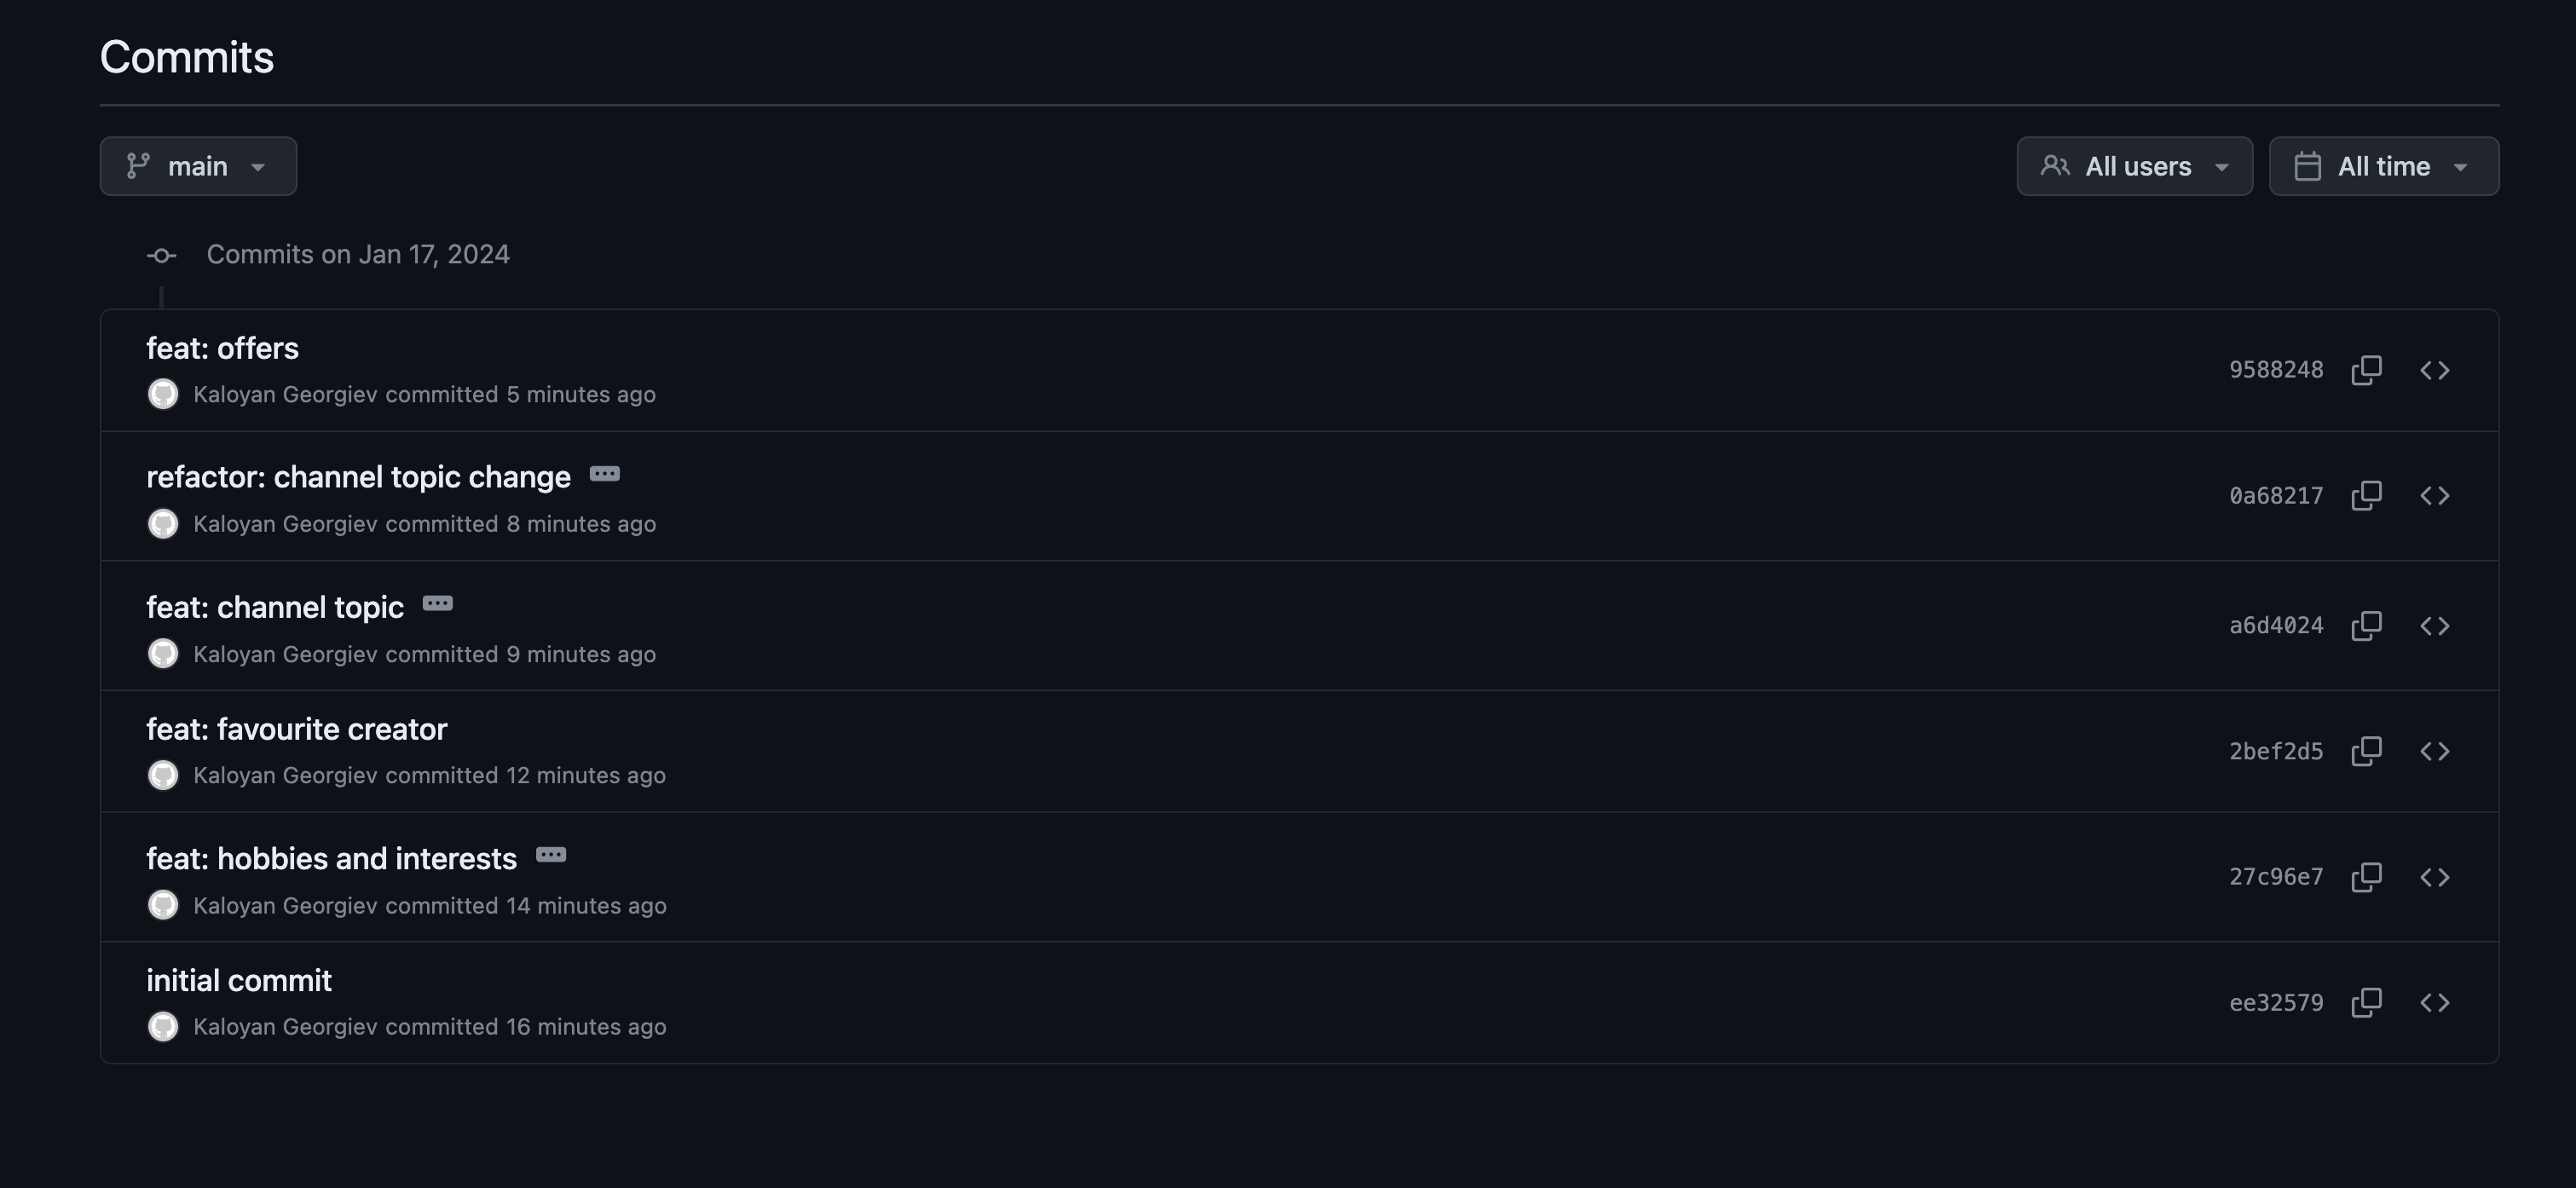 Commits
main
All users
All time
Commits on Jan 17, 2024
feat: offers
Kaloyan Georgiev committed 5 minutes ago
9588248
refactor: channel topic change
Kaloyan Georgiev committed 8 minutes ago
0a68217
feat: channel topic
Kaloyan Georgiev committed 9 minutes ago
a6d4024
feat: favourite creator
Kaloyan Georgiev committed 12 minutes ago
2bef2d5
feat: hobbies and interests
Kaloyan Georgiev committed 14 minutes ago
27c96e7
initial commit
Kaloyan Georgiev committed 16 minutes ago
ee32579